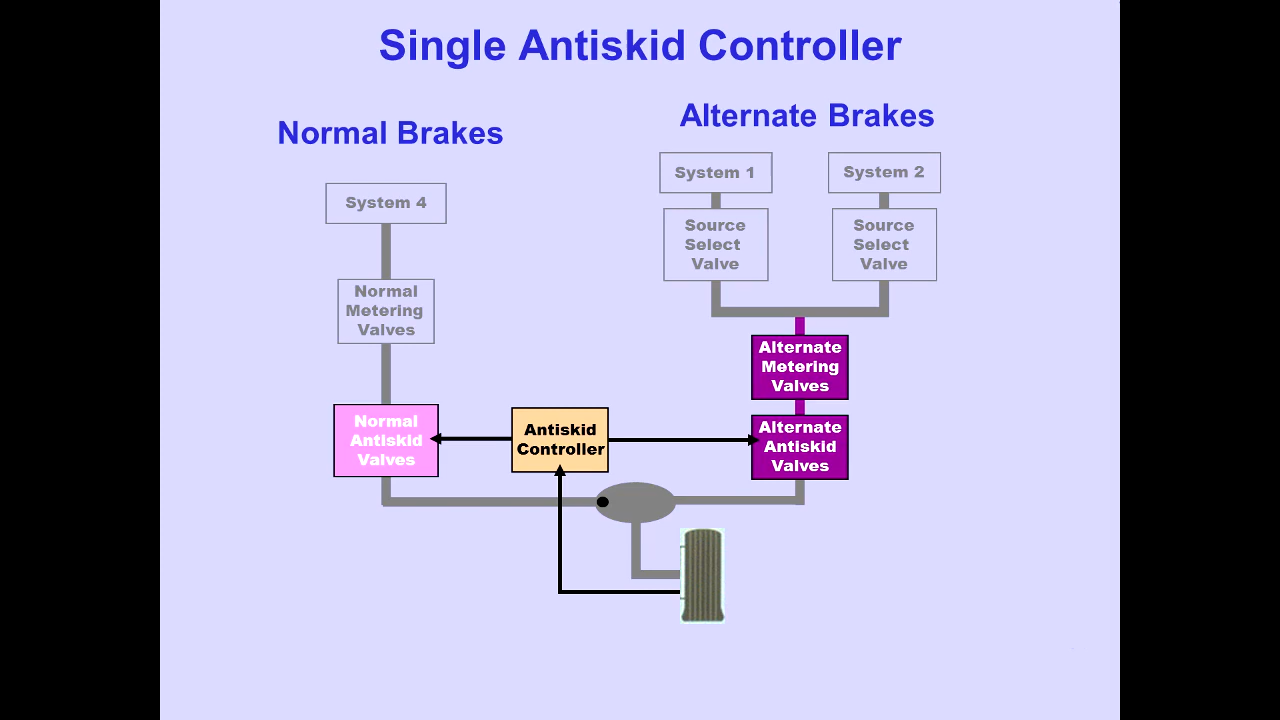 Single Antiskid Controller
Normal Brakes
Alternate Brakes
System 4
System 1
System 2
Source
Select
Valve
Source
Select
Valve
Normal
Metering
Valves
Alternate
Metering
Valves
Normal
Antiskid
Valves
Antiskid
Controller
Alternate
Antiskid
Valves